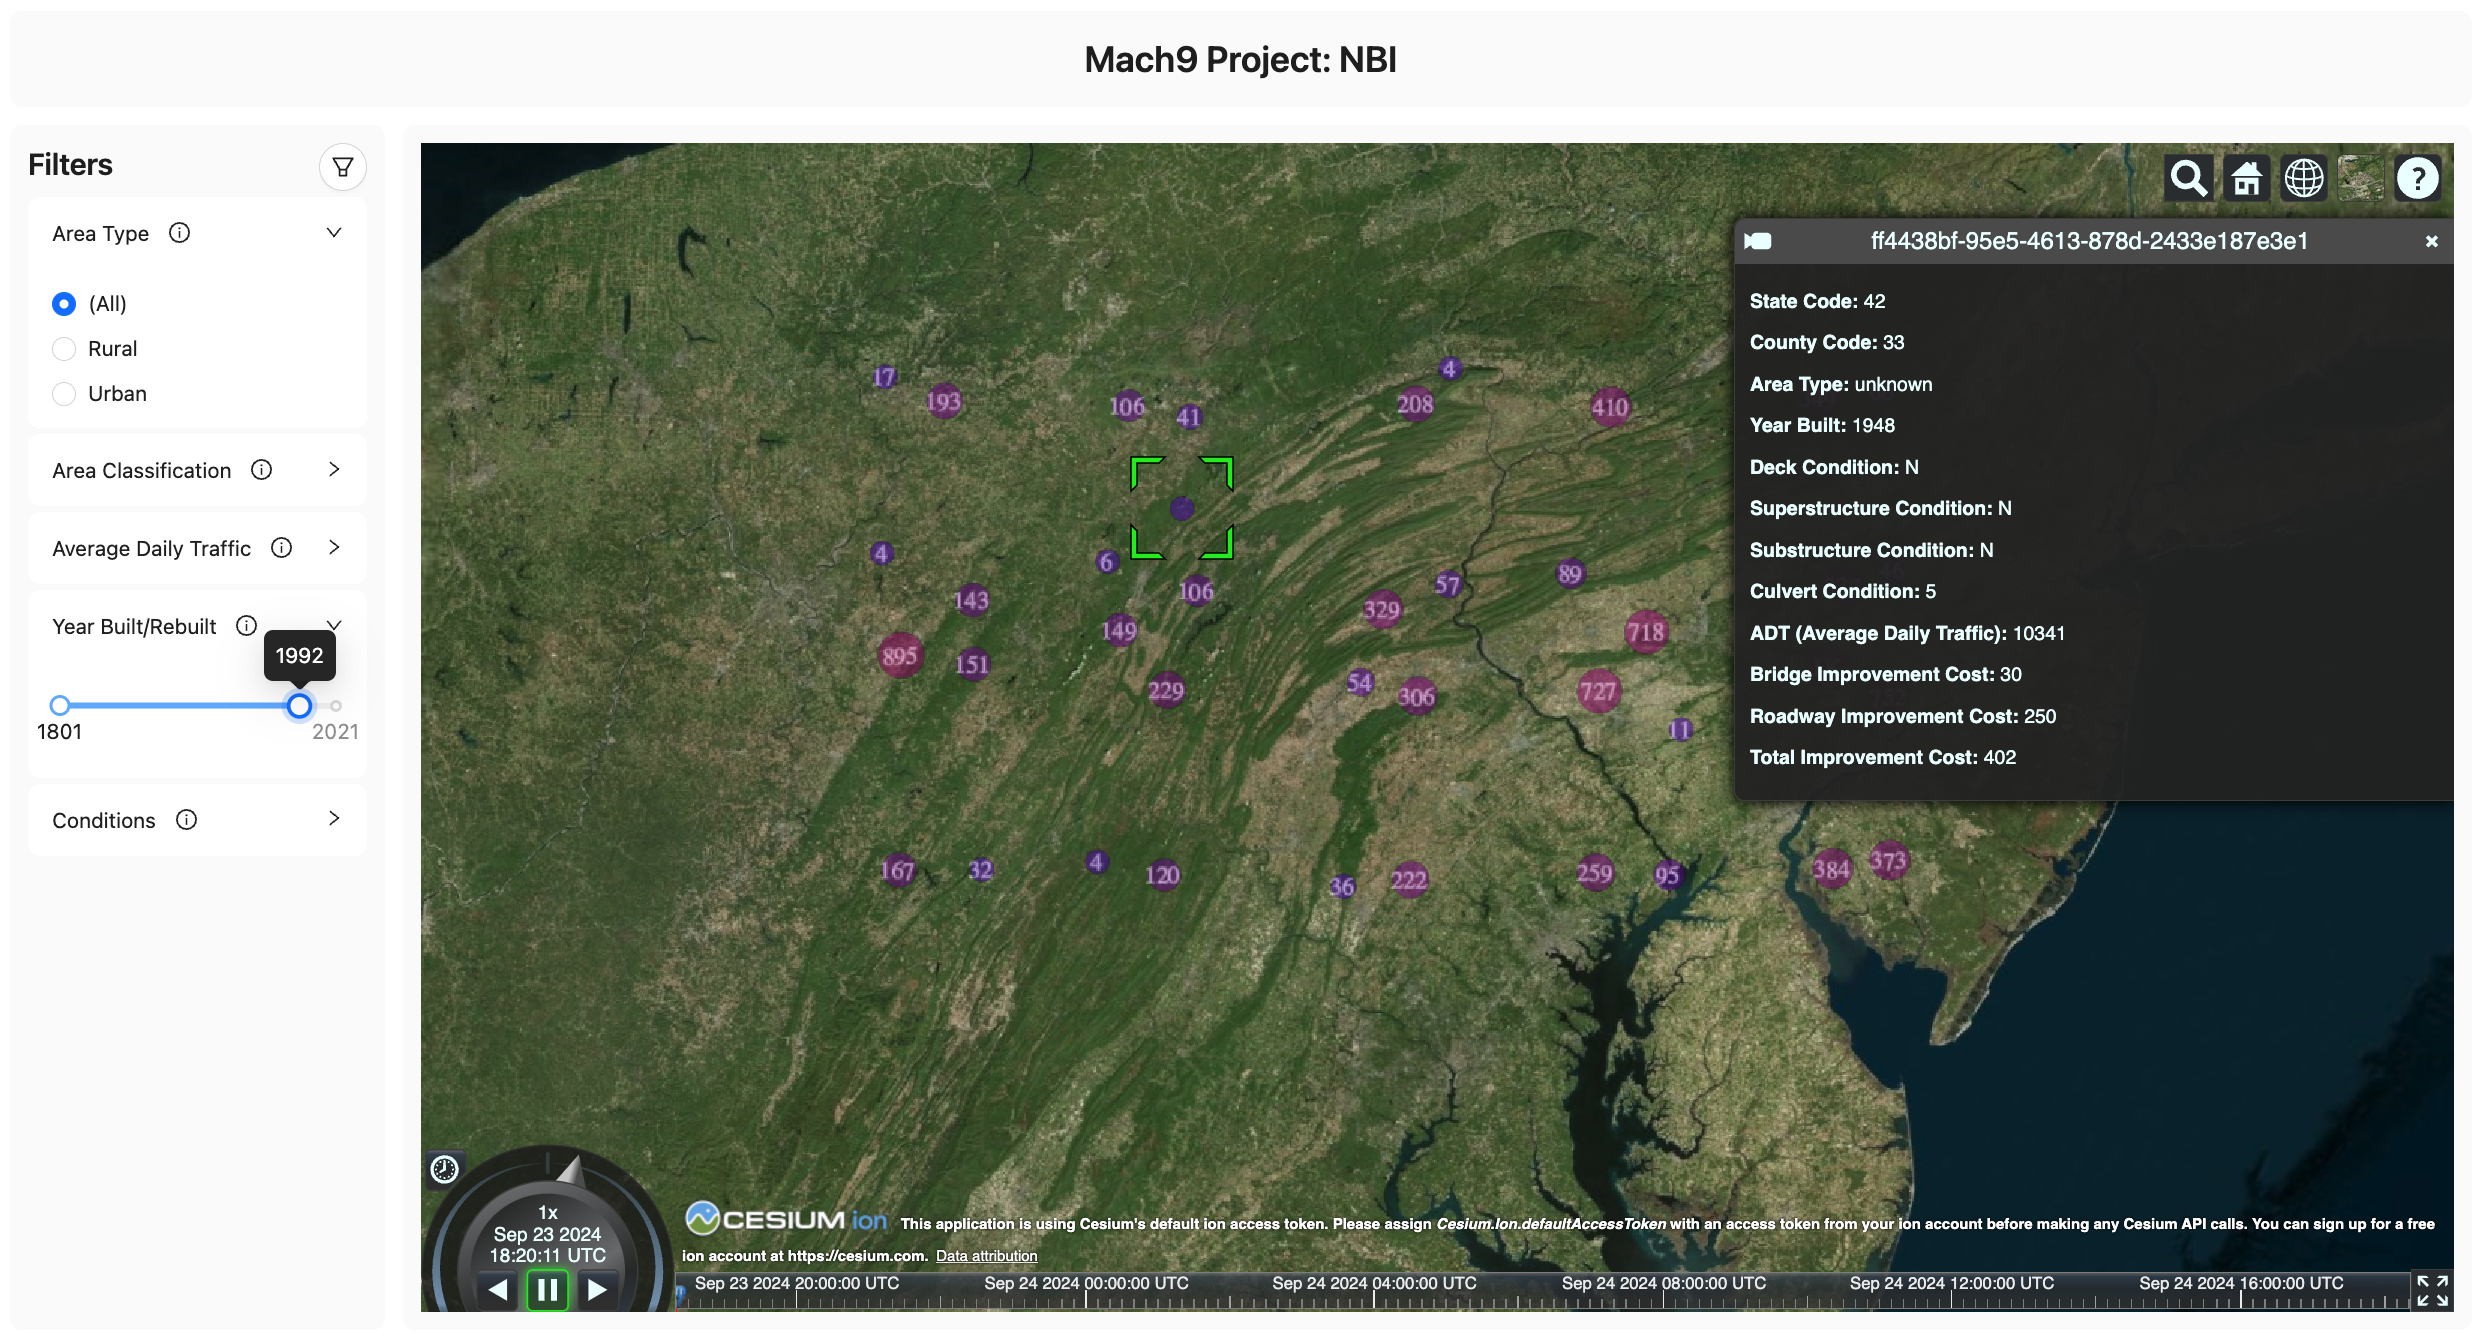 Mach9 Project: NBI
Filters
Area Type
(All)
Rural
Urban
Area Classification
Average Daily Traffic
Year Built/Rebuilt
1992
1801 2021
Conditions
ff4438bf-95e5-4613-878d-2433e187e3e1
State Code: 42
County Code: 33
Area Type: unknown
Year Built: 1948
Deck Condition: N
Superstructure Condition: N
Substructure Condition: N
Culvert Condition: 5
ADT (Average Daily Traffic): 10341
Bridge Improvement Cost: 30
Roadway Improvement Cost: 250
Total Improvement Cost: 402
4
17
193
106
41
208
410
4
6
143
106
57
89
329
149
718
895
151
229
54
306
727
11
167
32
4
120
36
222
259
95
384
373
1x
Sep 23 2024
18:20:11 UTC
CESIUM ion This application is using Cesium's default ion access token. Please assign Cesium.Ion.defaultAccessToken with an access token from your ion account before making any Cesium API calls. You can sign up for a free
ion account at https://cesium.com. Data attribution
Sep 23 2024 20:00:00 UTC Sep 24 2024 00:00:00 UTC Sep 24 2024 04:00:00 UTC Sep 24 2024 08:00:00 UTC Sep 24 2024 12:00:00 UTC Sep 24 2024 16:00:00 UTC